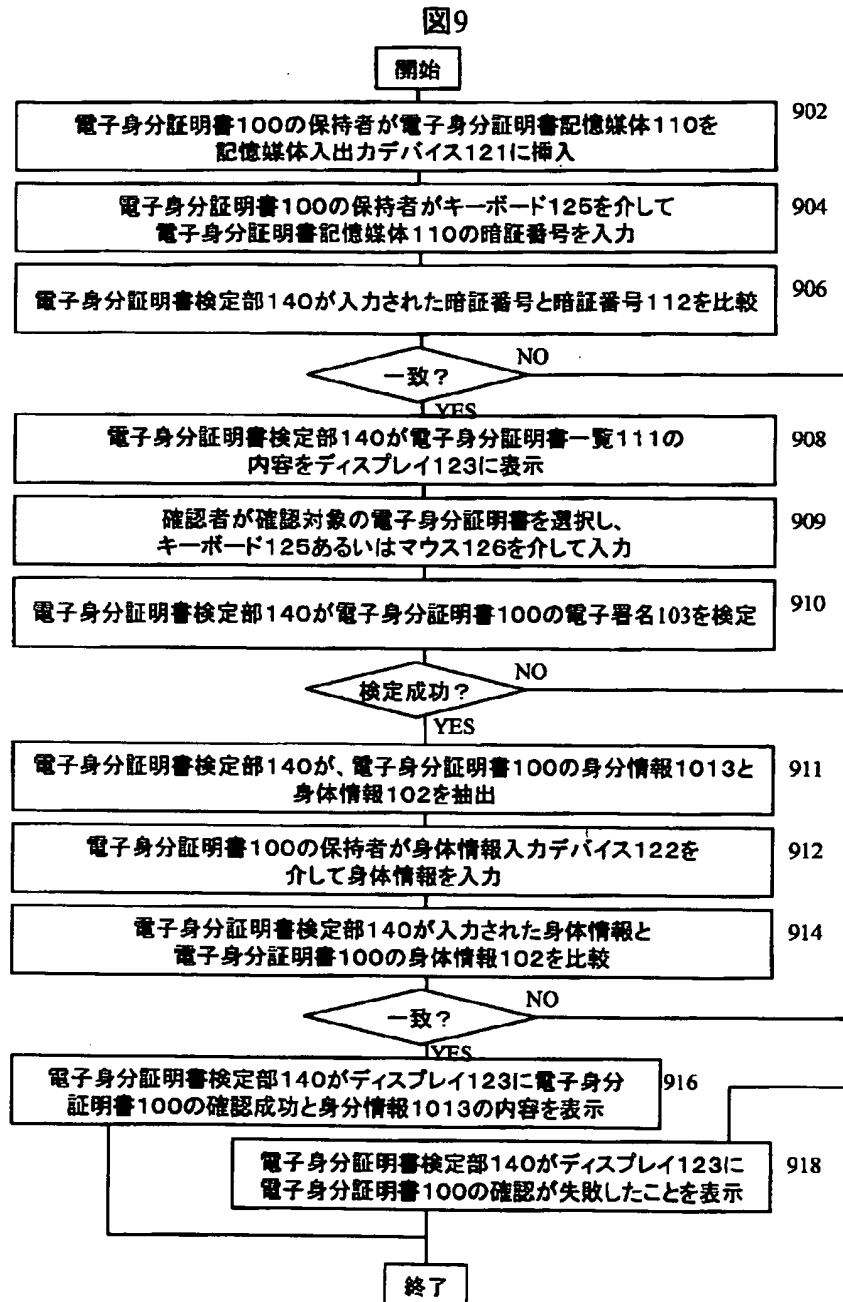 図9
開始
電子身分証明書100の保持者が電子身分証明書記憶媒体110を
記憶媒体入出力デバイス121に挿入
902
電子身分証明書100の保持者がキーボード125を介して
電子身分証明書記憶媒体110の暗証番号を入力
904
電子身分証明書検定部140が入力された暗証番号と暗証番号112を比較
906
一致？
NO
YES
電子身分証明書検定部140が電子身分証明書一覧111の
内容をディスプレイ123に表示
908
確認者が確認対象の電子身分証明書を選択し、
キーボード125あるいはマウス126を介して入力
909
電子身分証明書検定部140が電子身分証明書100の電子署名103を検定
910
検定成功？
NO
YES
電子身分証明書検定部140が、電子身分証明書100の身分情報1013と
身体情報102を抽出
911
電子身分証明書100の保持者が身体情報入力デバイス122を
介して身体情報を入力
912
電子身分証明書検定部140が入力された身体情報と
電子身分証明書100の身体情報102を比較
914
一致？
NO
YES
電子身分証明書検定部140がディスプレイ123に電子身分
証明書100の確認成功と身分情報1013の内容を表示
916
電子身分証明書検定部140がディスプレイ123に
電子身分証明書100の確認が失敗したことを表示
918
終了